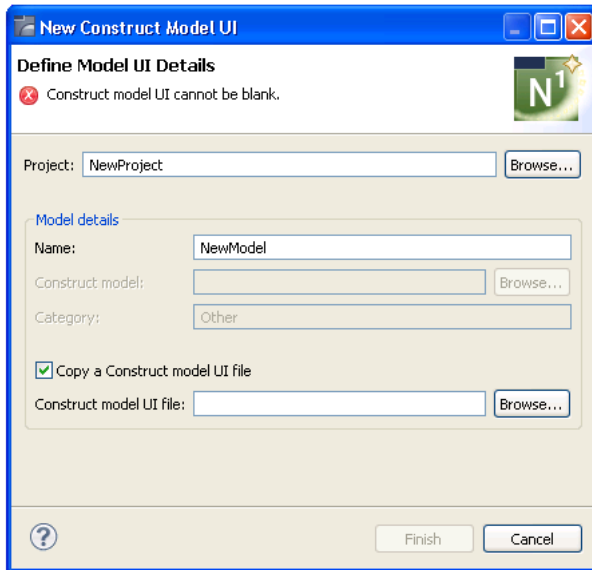 New Construct Model UI
Define Model UI Details
Construct model UI cannot be blank.
N1
Project: NewProject Browse...
Model details
Name: NewModel
Construct model: Browse...
Category: Other
Copy a Construct model UI file
Construct model UI file: Browse...
? Finish Cancel